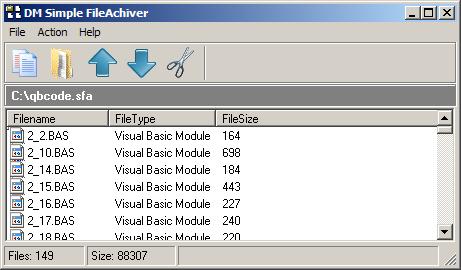 DM Simple FileAchiver
File Action Help
C:\qbcode.sfa
Filename FileType FileSize
2_2.BAS Visual Basic Module 164
2_10.BAS Visual Basic Module 698
2_14.BAS Visual Basic Module 184
2_15.BAS Visual Basic Module 443
2_16.BAS Visual Basic Module 227
2_17.BAS Visual Basic Module 240
2_18.BAS Visual Basic Module 220
Files: 149 Size: 88307